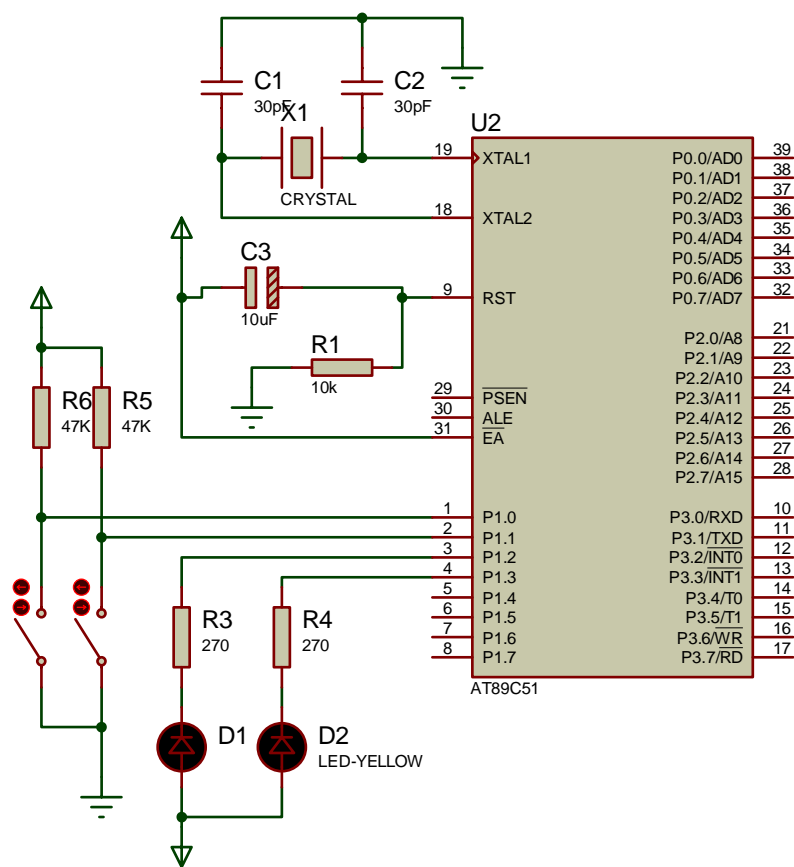 C1
30pF
C2
30pF
X1
CRYSTAL
U2
19
XTAL1
18
XTAL2
C3
10uF
9
RST
R1
10k
29
PSEN
30
ALE
31
EA
R6
47K
R5
47K
1
P1.0
2
P1.1
3
P1.2
4
P1.3
5
P1.4
6
P1.5
7
P1.6
8
P1.7
P0.0/AD0
39
P0.1/AD1
38
P0.2/AD2
37
P0.3/AD3
36
P0.4/AD4
35
P0.5/AD5
34
P0.6/AD6
33
P0.7/AD7
32
P2.0/A8
21
P2.1/A9
22
P2.2/A10
23
P2.3/A11
24
P2.4/A12
25
P2.5/A13
26
P2.6/A14
27
P2.7/A15
28
P3.0/RXD
10
P3.1/TXD
11
P3.2/INT0
12
P3.3/INT1
13
P3.4/T0
14
P3.5/T1
15
P3.6/WR
16
P3.7/RD
17
AT89C51
R3
270
R4
270
D1
D2
LED-YELLOW